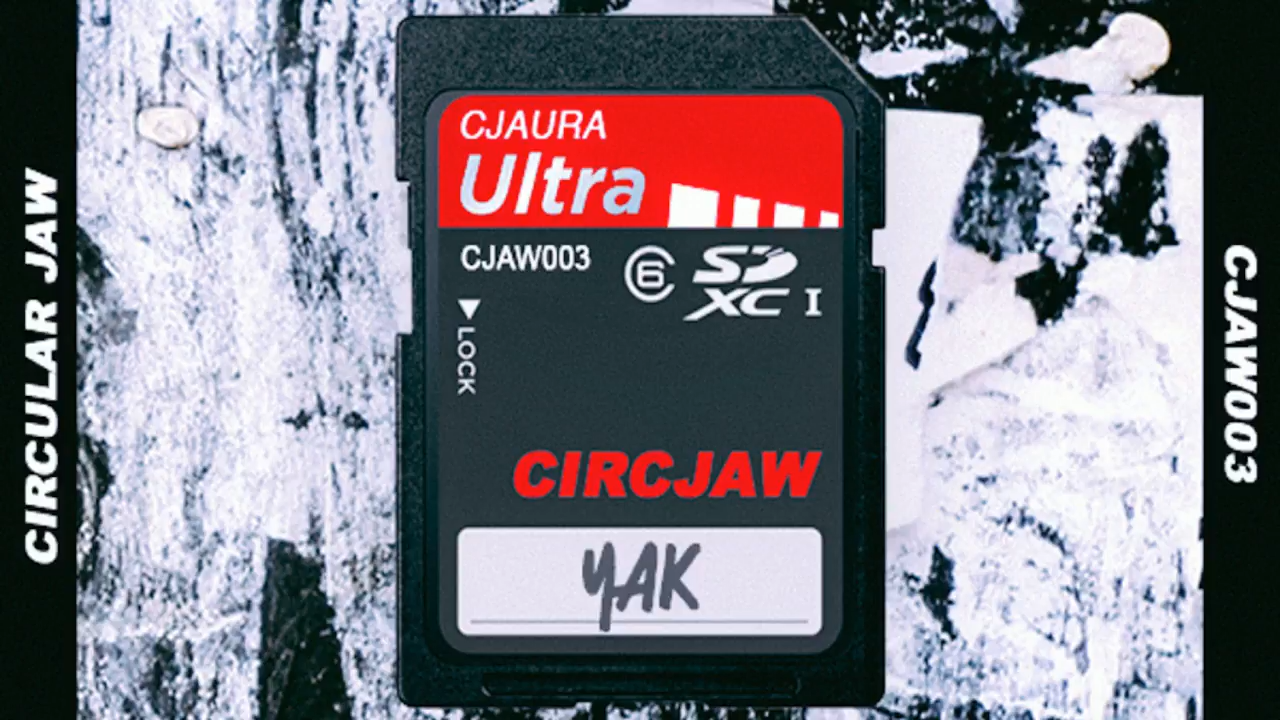 CIRCULAR JAW
CJAURA
Ultra
CJAW003
6
SD
XC I
LOCK
CIRCJAW
YAK
CJAW003